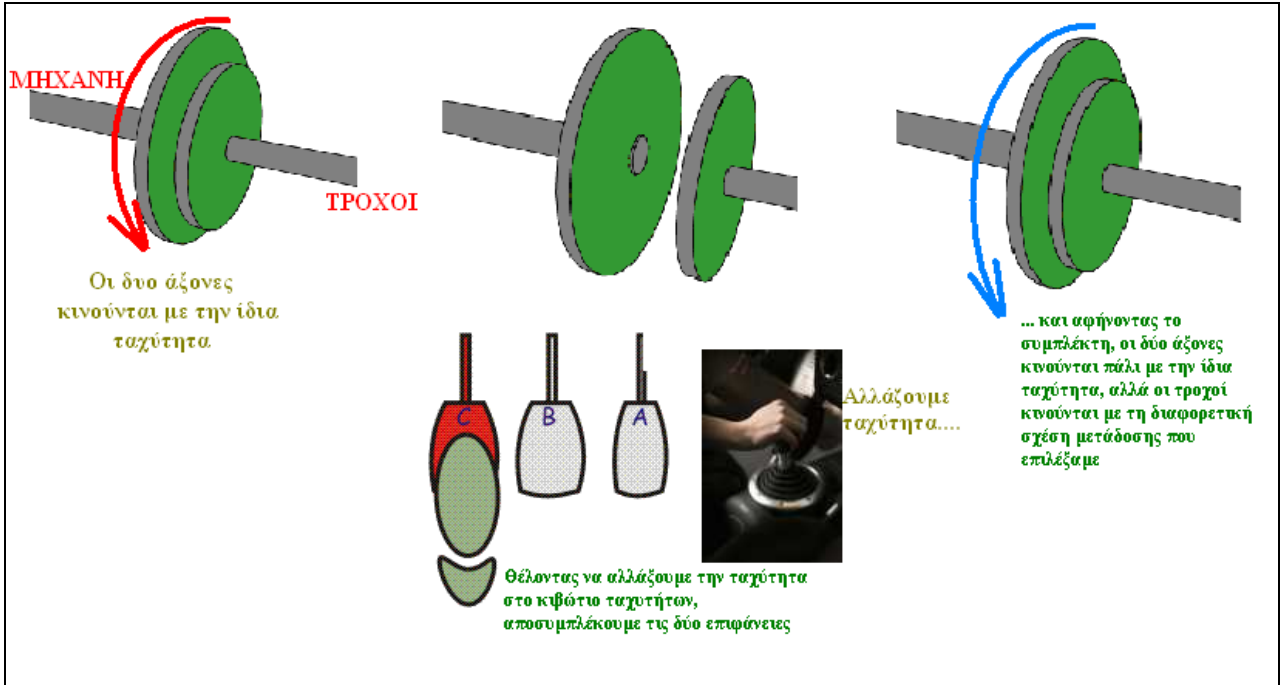 ΜΗΧΑΝΗ
ΤΡΟΧΟΙ
Οι δυο άξονες
κινούνται με την ίδια
ταχύτητα
C
B
A
Θέλοντας να αλλάξουμε την ταχύτητα
στο κιβώτιο ταχυτήτων,
αποσυμπλέκουμε τις δύο επιφάνειες
Αλλάζουμε
ταχύτητα....
... και αφήνοντας το
συμπλέκτη, οι δύο άξονες
κινούνται πάλι με την ίδια
ταχύτητα, αλλά οι τροχοί
κινούνται με τη διαφορετική
σχέση μετάδοσης που
επιλέξαμε